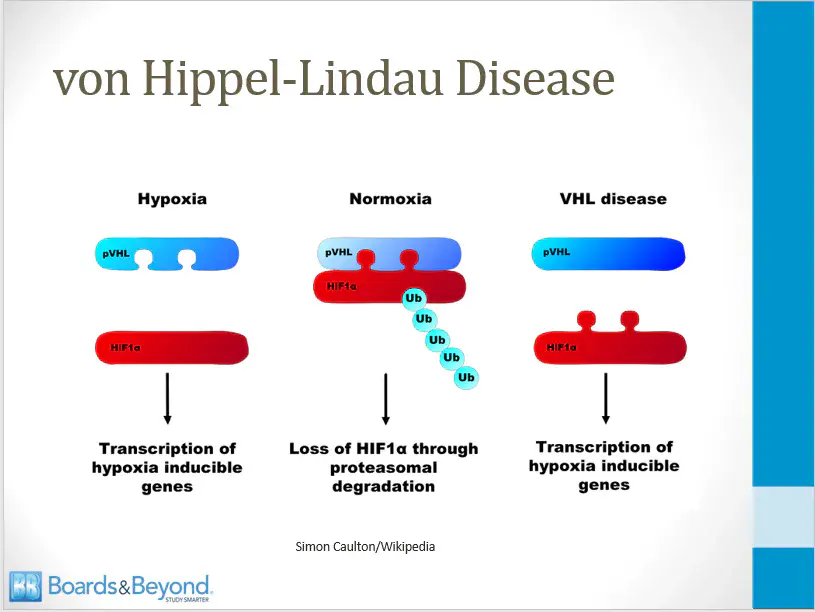 von Hippel-Lindau Disease
Hypoxia
Normoxia
VHL disease
pVHL
pVHL
pVHL
HIF1α
HIF1α
HIF1α
Ub
Ub
Ub
Ub
Ub
Transcription of
hypoxia inducible
genes
Loss of HIF1α through
proteasomal
degradation
Transcription of
hypoxia inducible
genes
Simon Caulton/Wikipedia
BB Boards&Beyond.
STUDY SMARTER